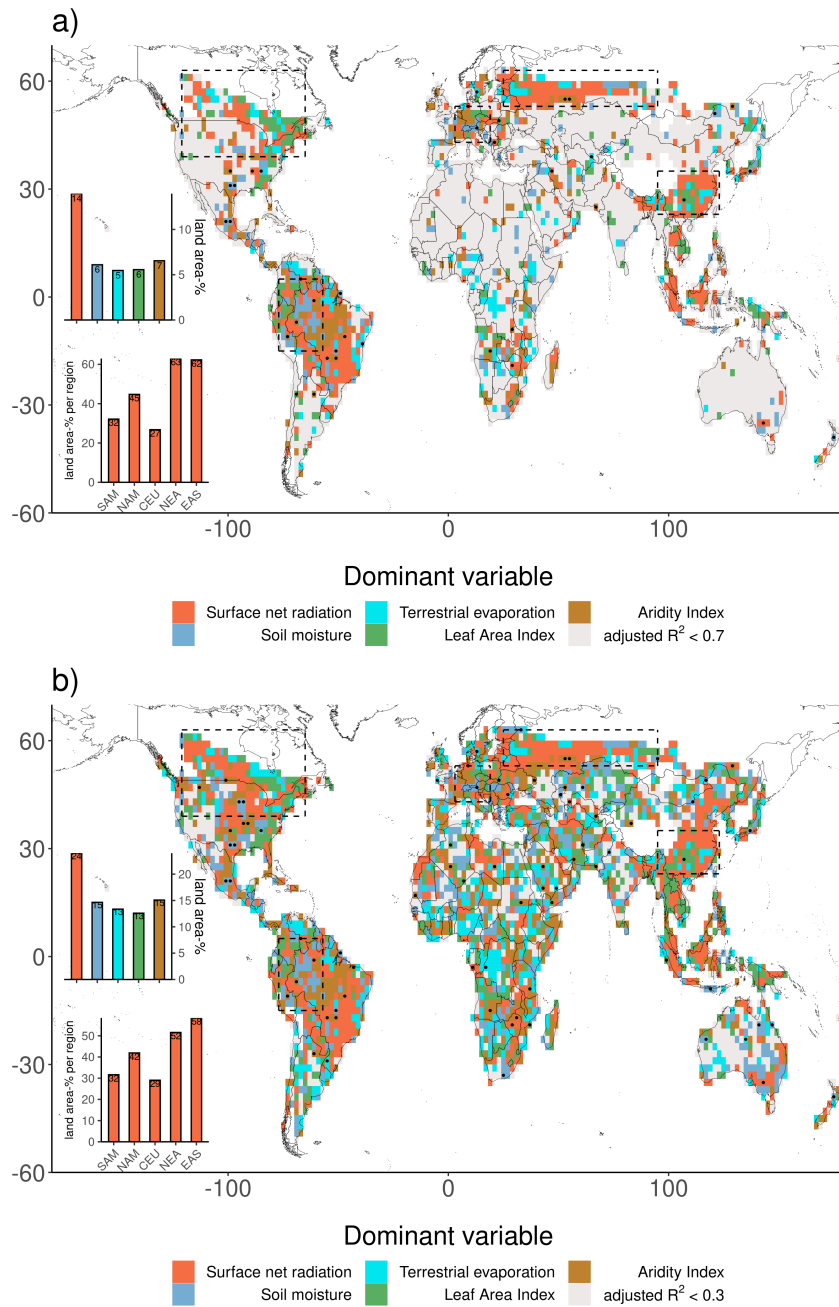 a)
60
30
0
-30
-60
14
6
5
6
7
10
5
0
land area-%
60
40
20
0
land area-% per region
32
45
27
63
62
SAM
NAM
CEU
NEA
EAS
-100
0
100
Dominant variable
Surface net radiation
Terrestrial evaporation
Aridity Index
Soil moisture
Leaf Area Index
adjusted R² < 0.7
b)
60
30
0
-30
-60
24
15
13
13
15
20
15
10
5
0
land area-%
50
40
30
20
10
0
land area-% per region
32
42
29
52
58
SAM
NAM
CEU
NEA
EAS
-100
0
100
Dominant variable
Surface net radiation
Terrestrial evaporation
Aridity Index
Soil moisture
Leaf Area Index
adjusted R² < 0.3